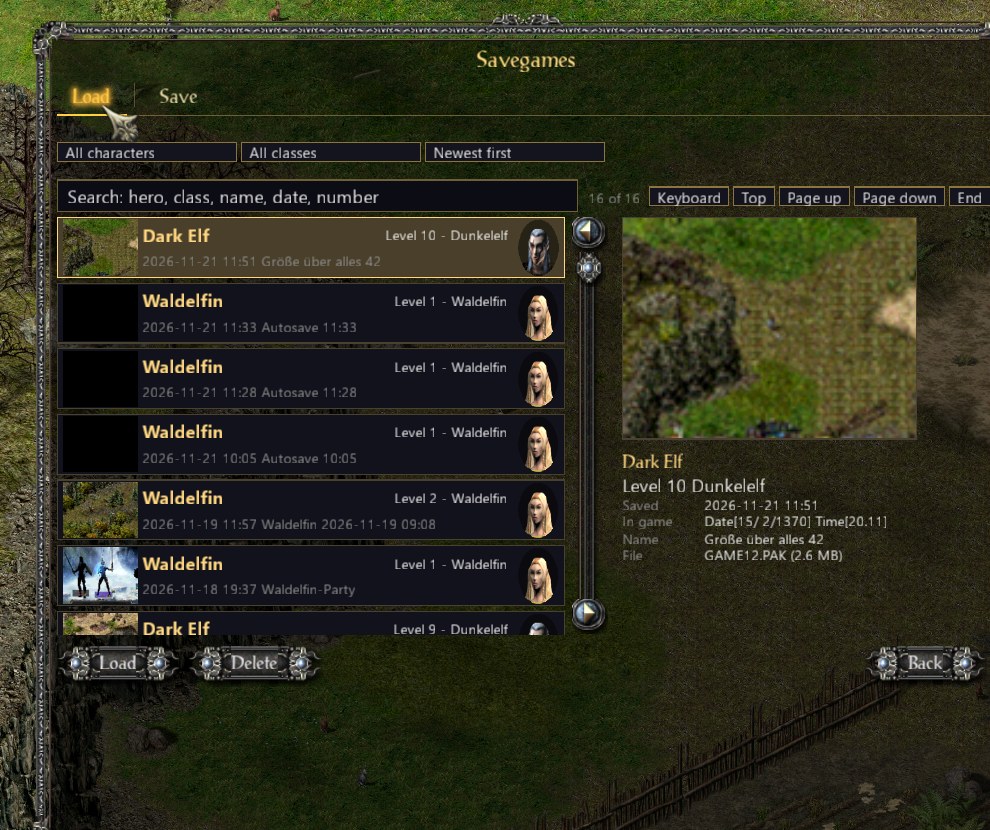 Savegames
Load Save
All characters All classes Newest first
Search: hero, class, name, date, number 16 of 16 Keyboard Top Page up Page down End
Dark Elf Level 10 - Dunkelelf
2026-11-21 11:51 Größe über alles 42
Waldelfin Level 1 - Waldelfin
2026-11-21 11:33 Autosave 11:33
Waldelfin Level 1 - Waldelfin
2026-11-21 11:28 Autosave 11:28
Waldelfin Level 1 - Waldelfin
2026-11-21 10:05 Autosave 10:05
Waldelfin Level 2 - Waldelfin
2026-11-19 11:57 Waldelfin 2026-11-19 09:08
Waldelfin Level 1 - Waldelfin
2026-11-18 19:37 Waldelfin-Party
Dark Elf Level 9 - Dunkelelf
Dark Elf
Level 10 Dunkelelf
Saved 2026-11-21 11:51
In game Date[15/ 2/1370] Time[20.11]
Name Größe über alles 42
File GAME12.PAK (2.6 MB)
Load Delete Back